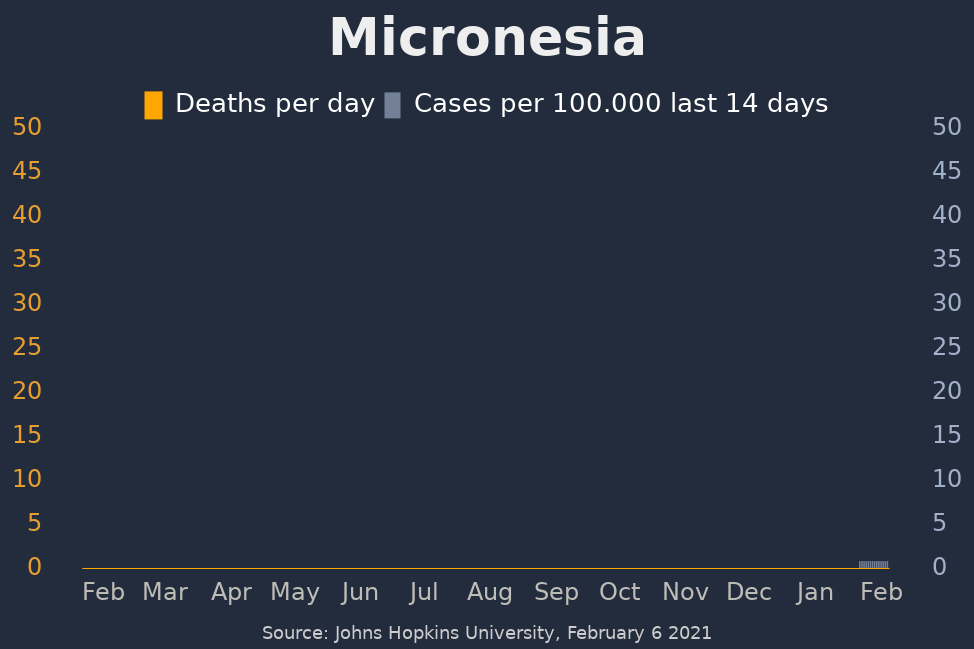 Micronesia
Deaths per day Cases per 100.000 last 14 days
50 50
45 45
40 40
35 35
30 30
25 25
20 20
15 15
10 10
5 5
0 0
Feb Mar Apr May Jun Jul Aug Sep Oct Nov Dec Jan Feb
Source: Johns Hopkins University, February 6 2021